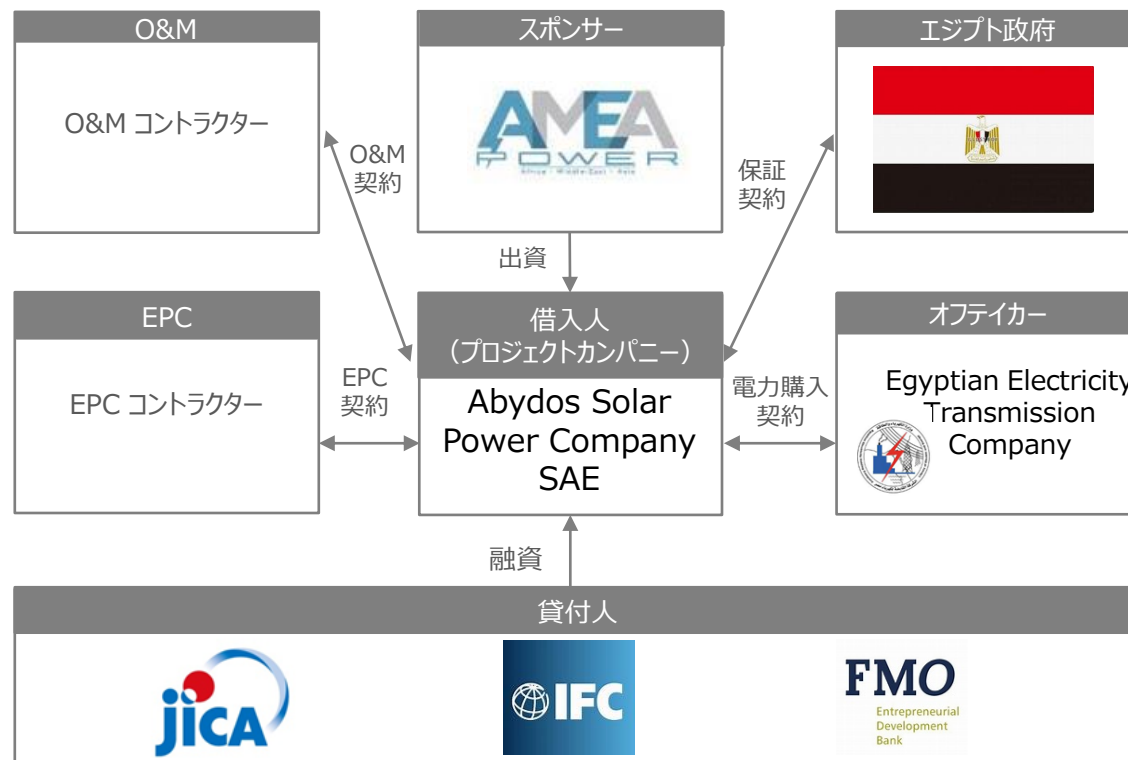 O&M
O&M コントラクター
スポンサー
AMEA
POWER
Africa - Middle-East - Asia
エジプト政府
O&M
契約
保証
契約
出資
EPC
EPC コントラクター
EPC
契約
借入人
（プロジェクトカンパニー）
Abydos Solar
Power Company
SAE
電力購入
契約
オフテイカー
Egyptian Electricity
Transmission
Company
融資
貸付人
jica
IFC
FMO
Entrepreneurial
Development
Bank